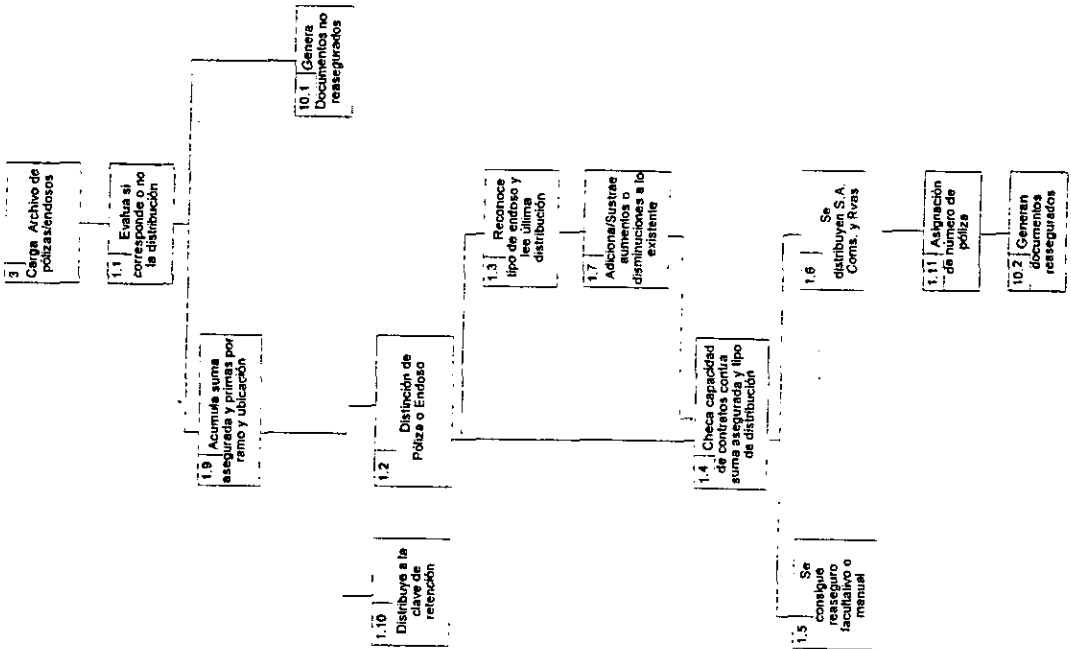 3
Carga Archivo de
pólizas/endosos
1.1 Evalua si
corresponde o no
la distribución
10.1 Genera
Documentos no
reasegurados
1.9 Acumula suma
asegurada y primas por
ramo y ubicación
1.10
Distribuye a la
clave de
retención
1.2 Distinción de
Póliza o Endoso
1.3 Reconoce
tipo de endoso y
lee úlima
distribución
1.7
Adiciona/Sustrae
aumentos o
disminuciones a lo
existente
1.4 Checa capacidad
de contratos contra
suma asegurada y tipo
de distribución
1.5 Se
consigue
reaseguro
facultativo o
manual
1.6 Se
distribuyen S.A.
Coms. y Rvas
1.11 Asignación
de número de
póliza
10.2 Generan
documentos
reasegurados